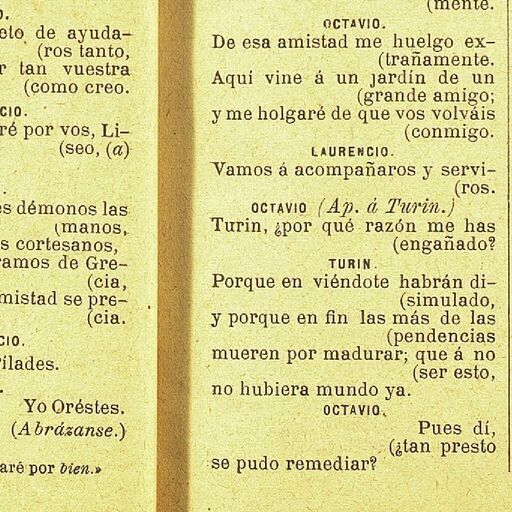 O.
eto de ayuda-
(ros tanto,
r tan vuestra
(como creo.
CIO.
ré por vos, Li-
(seo, (a)
es démonos las
(manos,
s cortesanos,
ramos de Gre-
(cia,
mistad se pre-
(cia.
CIO.
Pílades.
Yo Oréstes.
(Abrázanse.)
aré por bien.»
(mente.
OCTAVIO.
De esa amistad me huelgo ex-
(trañamente.
Aquí vine á un jardín de un
(grande amigo;
y me holgaré de que vos volváis
(conmigo.
LAURENCIO.
Vamos á acompañaros y servi-
(ros.
OCTAVIO (Ap. á Turin.)
Turin, ¿por qué razón me has
(engañado?
TURIN.
Porque en viéndote habrán di-
(simulado,
y porque en fin las más de las
(pendencias
mueren por madurar; que á no
(ser esto,
no hubiera mundo ya.
OCTAVIO.
Pues dí,
(¿tan presto
se pudo remediar?